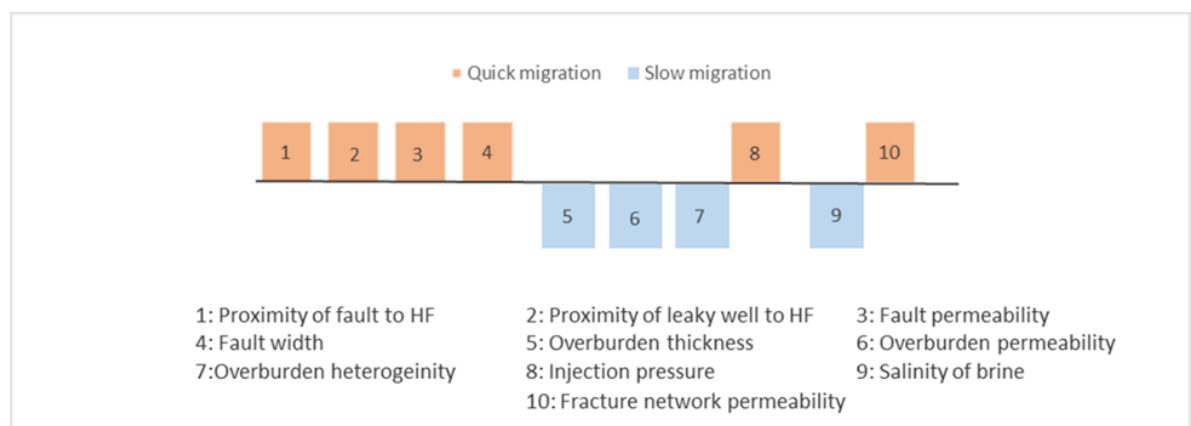 Quick migration Slow migration
1 2 3 4 8 10
5 6 7 9
1: Proximity of fault to HF 2: Proximity of leaky well to HF 3: Fault permeability
4: Fault width 5: Overburden thickness 6: Overburden permeability
7:Overburden heterogeinity 8: Injection pressure 9: Salinity of brine
10: Fracture network permeability